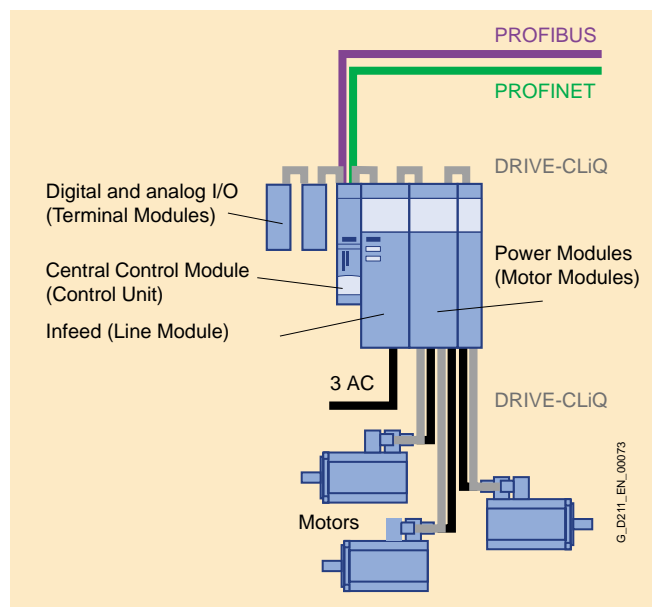 PROFIBUS
PROFINET
DRIVE-CLiQ
Digital and analog I/O
(Terminal Modules)
Central Control Module
(Control Unit)
Infeed (Line Module)
Power Modules
(Motor Modules)
3 AC
DRIVE-CLiQ
Motors
G_D211_EN_00073